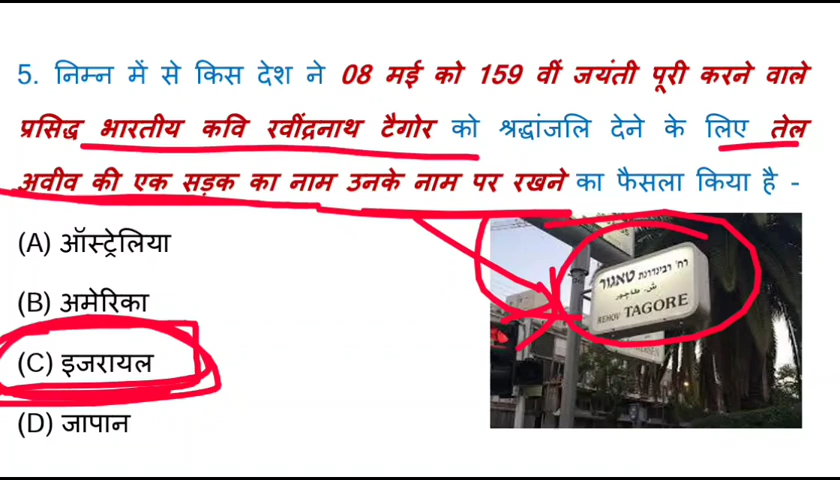 5. निम्न में से किस देश ने 08 मई को 159 वीं जयंती पूरी करने वाले
प्रसिद्ध भारतीय कवि रवींद्रनाथ टैगोर को श्रद्धांजलि देने के लिए तेल
अवीव की एक सड़क का नाम उनके नाम पर रखने का फैसला किया है -
(A) ऑस्ट्रेलिया
(B) अमेरिका
(C) इजरायल
(D) जापान
רח' רבינדרנת טאגור
REHOV TAGORE